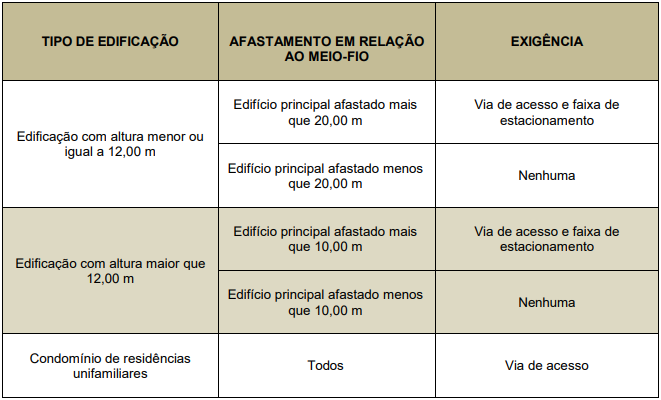 TIPO DE EDIFICAÇÃO
AFASTAMENTO EM RELAÇÃO
AO MEIO-FIO
EXIGÊNCIA
Edificação com altura menor ou
igual a 12,00 m
Edifício principal afastado mais
que 20,00 m
Via de acesso e faixa de
estacionamento
Edifício principal afastado menos
que 20,00 m
Nenhuma
Edificação com altura maior que
12,00 m
Edifício principal afastado mais
que 10,00 m
Via de acesso e faixa de
estacionamento
Edifício principal afastado menos
que 10,00 m
Nenhuma
Condomínio de residências
unifamiliares
Todos
Via de acesso